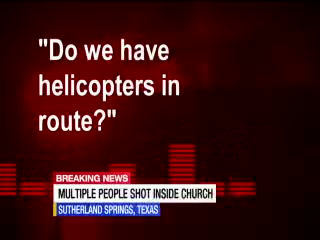 "Do we have
helicopters in
route?"
BREAKING NEWS
MULTIPLE PEOPLE SHOT INSIDE CHURCH
SUTHERLAND SPRINGS, TEXAS